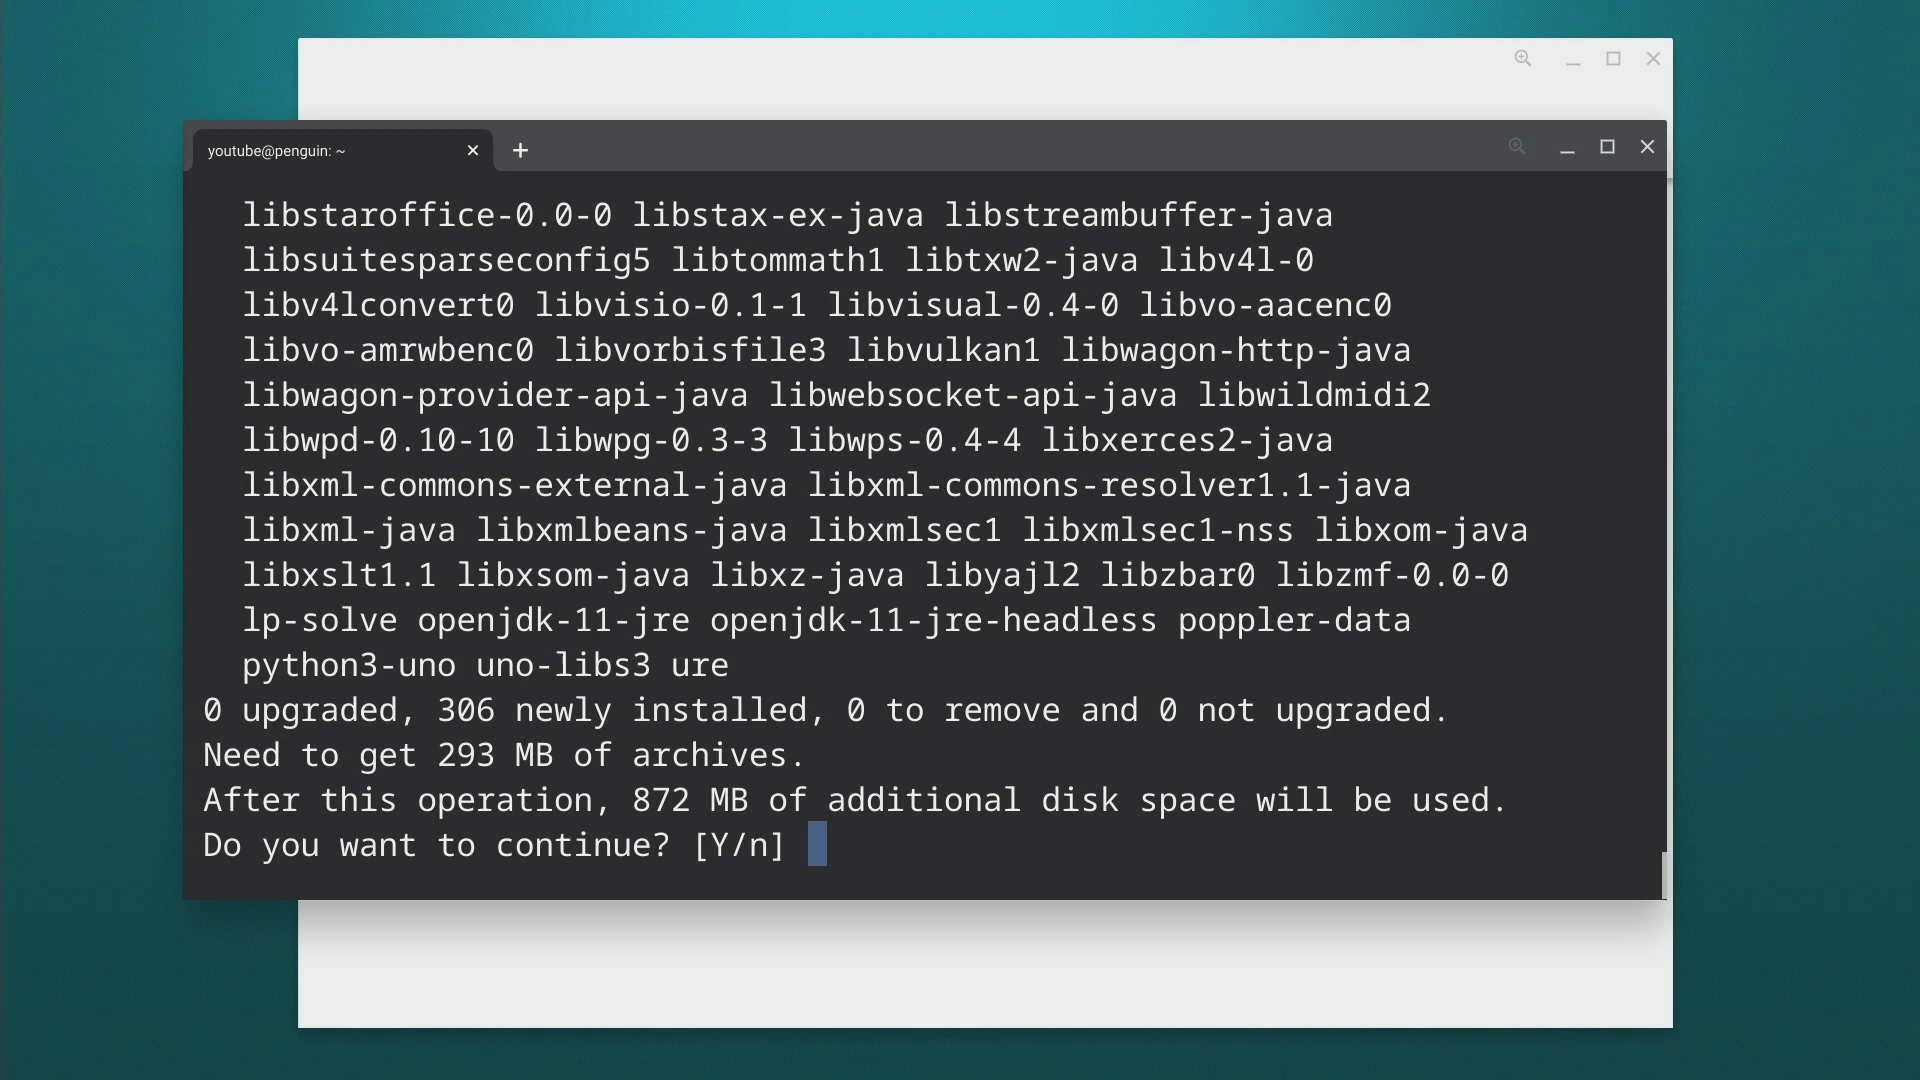 youtube@penguin: ~
libstaroffice-0.0-0 libstax-ex-java libstreambuffer-java
libsuitesparseconfig5 libtommath1 libtxw2-java libv4l-0
libv4lconvert0 libvisio-0.1-1 libvisual-0.4-0 libvo-aacenc0
libvo-amrwbenc0 libvorbisfile3 libvulkan1 libwagon-http-java
libwagon-provider-api-java libwebsocket-api-java libwildmidi2
libwpd-0.10-10 libwpg-0.3-3 libwps-0.4-4 libxerces2-java
libxml-commons-external-java libxml-commons-resolver1.1-java
libxml-java libxmlbeans-java libxmlsec1 libxmlsec1-nss libxom-java
libxslt1.1 libxsom-java libxz-java libyajl2 libzbar0 libzmf-0.0-0
lp-solve openjdk-11-jre openjdk-11-jre-headless poppler-data
python3-uno uno-libs3 ure
0 upgraded, 306 newly installed, 0 to remove and 0 not upgraded.
Need to get 293 MB of archives.
After this operation, 872 MB of additional disk space will be used.
Do you want to continue? [Y/n]